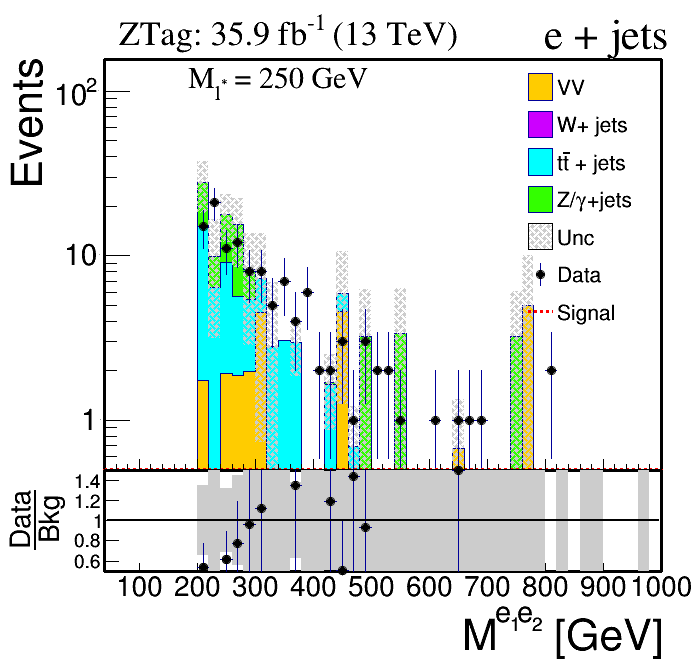 ZTag: 35.9 fb⁻¹ (13 TeV) e + jets
M_{l*} = 250 GeV
Events
10²
10
1
VV
W+ jets
tt̄ + jets
Z/γ+jets
Unc
Data
Signal
Data
Bkg
1.4
1.2
1
0.8
0.6
100 200 300 400 500 600 700 800 900 1000
M^{e₁e₂} [GeV]